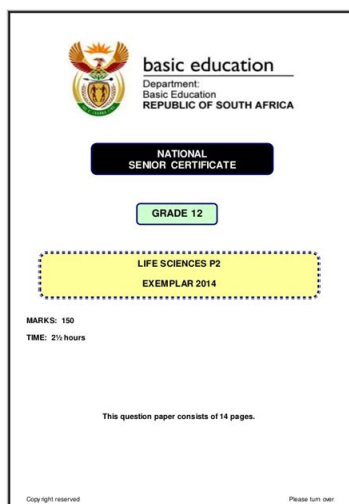 basic education
Department:
Basic Education
REPUBLIC OF SOUTH AFRICA
NATIONAL
SENIOR CERTIFICATE
GRADE 12
LIFE SCIENCES P2
EXEMPLAR 2014
MARKS: 150
TIME: 2½ hours
This question paper consists of 14 pages.
Copyright reserved
Please turn over